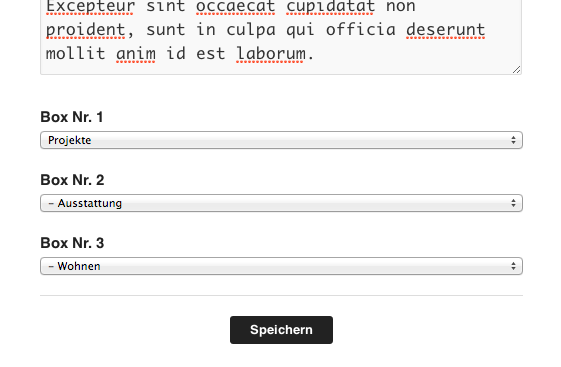 Excepteur sint occaecat cupidatat non
proident, sunt in culpa qui officia deserunt
mollit anim id est laborum.
Box Nr. 1
Projekte
Box Nr. 2
– Ausstattung
Box Nr. 3
– Wohnen
Speichern